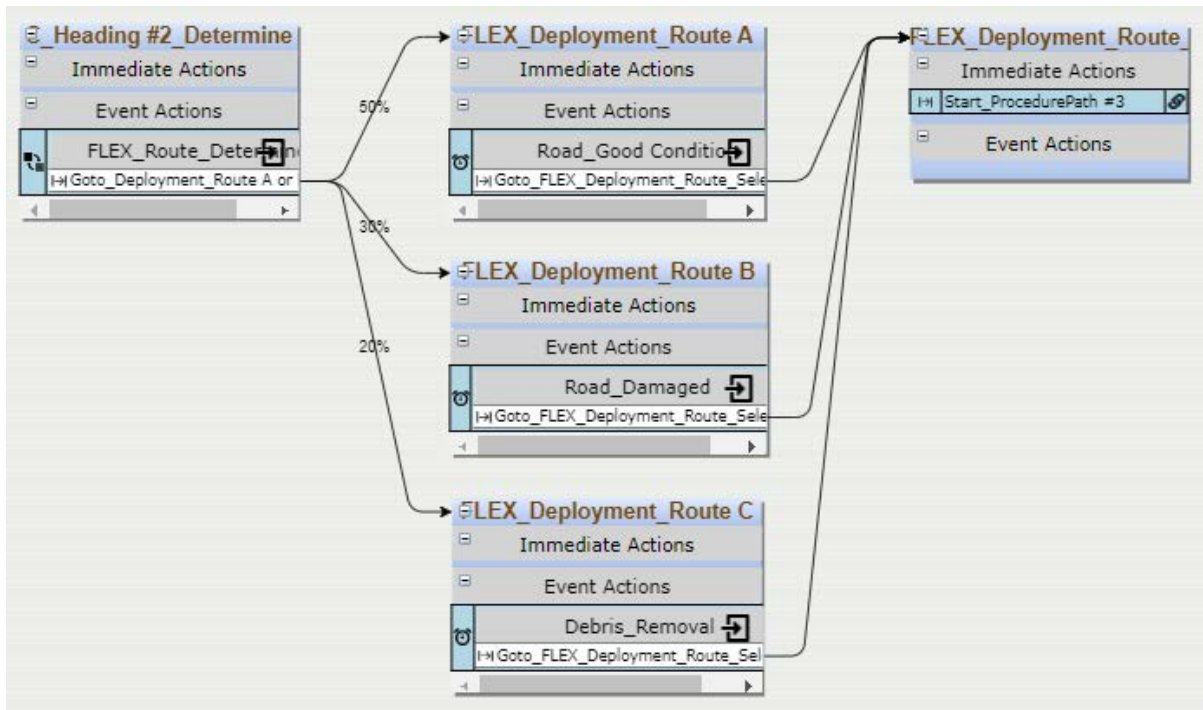 _Heading #2_Determine
Immediate Actions
Event Actions
FLEX_Route_Determine
Goto_Deployment_Route A or
50%
30%
20%
FLEX_Deployment_Route A
Immediate Actions
Event Actions
Road_Good Conditio
Goto_FLEX_Deployment_Route_Sele
FLEX_Deployment_Route B
Immediate Actions
Event Actions
Road_Damaged
Goto_FLEX_Deployment_Route_Sele
FLEX_Deployment_Route C
Immediate Actions
Event Actions
Debris_Removal
Goto_FLEX_Deployment_Route_Sel
FLEX_Deployment_Route_
Immediate Actions
Start_ProcedurePath #3
Event Actions